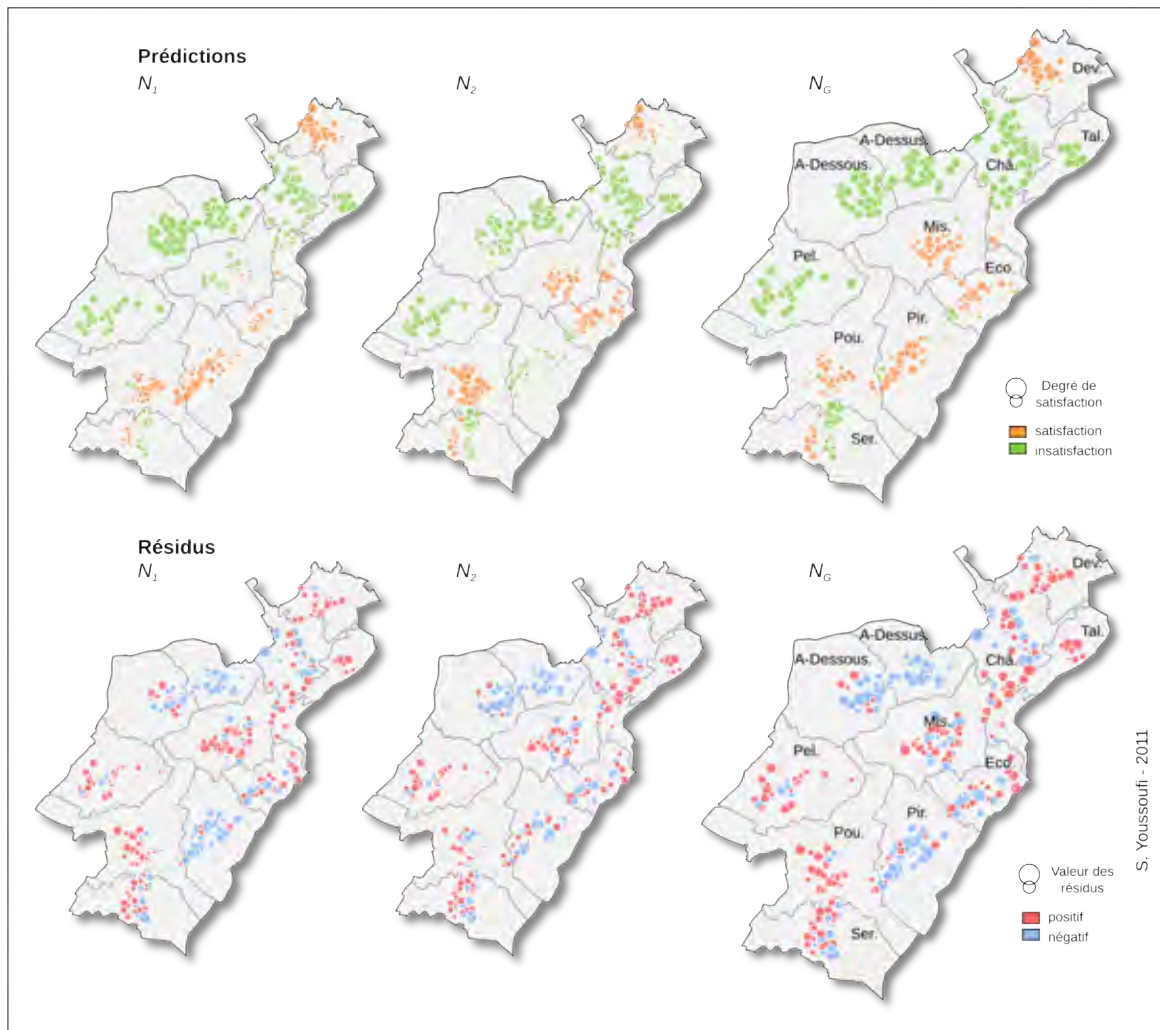 Prédictions
N1
N2
NG
Dev.
A-Dessus.
Tal.
A-Dessous.
Châ.
Mis.
Pel.
Eco.
Pir.
Pou.
Ser.
Degré de
satisfaction
satisfaction
insatisfaction
Résidus
N1
N2
NG
Dev.
A-Dessus.
Tal.
A-Dessous.
Châ.
Mis.
Pel.
Eco.
Pir.
Pou.
Ser.
Valeur des
résidus
positif
négatif
S. Youssoufi - 2011